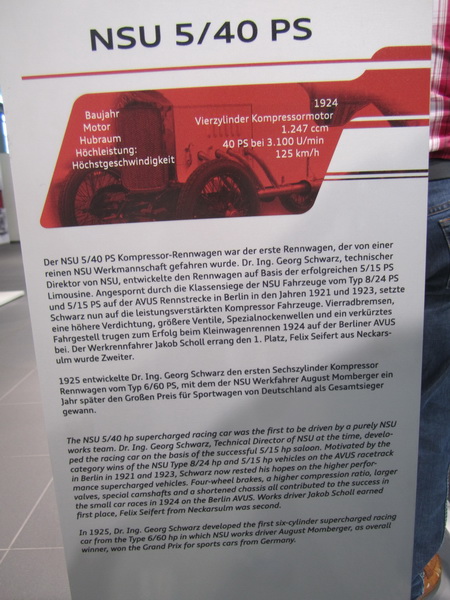 NSU 5/40 PS
Baujahr 1924
Motor Vierzylinder Kompressormotor
Hubraum 1.247 ccm
Höchleistung: 40 PS bei 3.100 U/min
Höchstgeschwindigkeit 125 km/h
Der NSU 5/40 PS Kompressor-Rennwagen war der erste Rennwagen, der von einer
reinen NSU Werkmannschaft gefahren wurde. Dr. Ing. Georg Schwarz, technischer
Direktor von NSU, entwickelte den Rennwagen auf Basis der erfolgreichen 5/15 PS
Limousine. Angespornt durch die Klassensiege der NSU Fahrzeuge vom Typ 8/24 PS
und 5/15 PS auf der AVUS Rennstrecke in Berlin in den Jahren 1921 und 1923, setzte
Schwarz nun auf die leistungsverstärkten Kompressor Fahrzeuge. Vierradbremsen,
eine höhere Verdichtung, größere Ventile, Spezialnockenwellen und ein verkürztes
Fahrgestell trugen zum Erfolg beim Kleinwagenrennen 1924 auf der Berliner AVUS
bei. Der Werkrennfahrer Jakob Scholl errang den 1. Platz, Felix Seifert aus Neckars-
ulm wurde Zweiter.
1925 entwickelte Dr. Ing. Georg Schwarz den ersten Sechszylinder Kompressor
Rennwagen vom Typ 6/60 PS, mit dem der NSU Werkfahrer August Momberger ein
Jahr später den Großen Preis für Sportwagen von Deutschland als Gesamtsieger
gewann.
The NSU 5/40 hp supercharged racing car was the first to be driven by a purely NSU
works team. Dr. Ing. Georg Schwarz, Technical Director of NSU at the time, develo-
ped the racing car on the basis of the successful 5/15 hp saloon. Motivated by the
category wins of the NSU Type 8/24 hp and 5/15 hp vehicles on the AVUS racetrack
in Berlin in 1921 and 1923, Schwarz now rested his hopes on the higher perfor-
mance supercharged vehicles. Four-wheel brakes, a higher compression ratio, larger
valves, special camshafts and a shortened chassis all contributed to the success in
the small car races in 1924 on the Berlin AVUS. Works driver Jakob Scholl earned
first place, Felix Seifert from Neckarsulm was second.
In 1925, Dr. Ing. Georg Schwarz developed the first six-cylinder supercharged racing
car from the Type 6/60 hp in which NSU works driver August Momberger, as overall
winner, won the Grand Prix for sports cars from Germany.